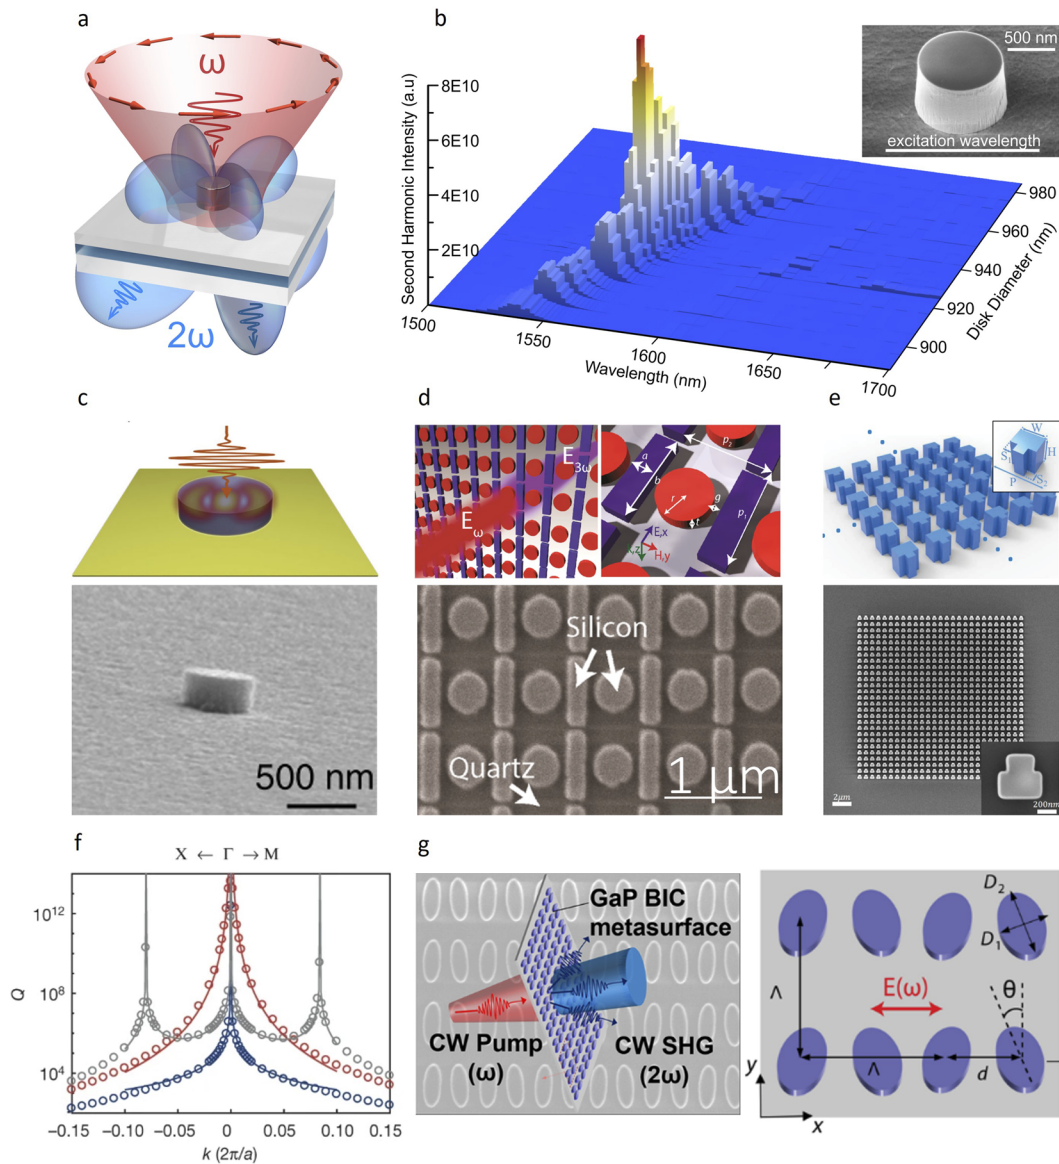 a
ω
2ω
b
Second Harmonic Intensity (a.u)
8E10
6E10
4E10
2E10
1500
1550
1600
1650
1700
Wavelength (nm)
980
960
940
920
900
Disk Diameter (nm)
500 nm
excitation wavelength
c
500 nm
d
E3ω
Eω
a
b
p2
r
g
t
p1
E,x
H,y
k,z
Silicon
Quartz
1 μm
e
W
H
S1
S2
P
2μm
200nm
f
X ← Γ → M
Q
10^12
10^8
10^4
−0.15
−0.10
−0.05
0
0.05
0.10
0.15
k (2π/a)
g
GaP BIC
metasurface
CW Pump
(ω)
CW SHG
(2ω)
D2
D1
Λ
E(ω)
θ
Λ
d
y
x